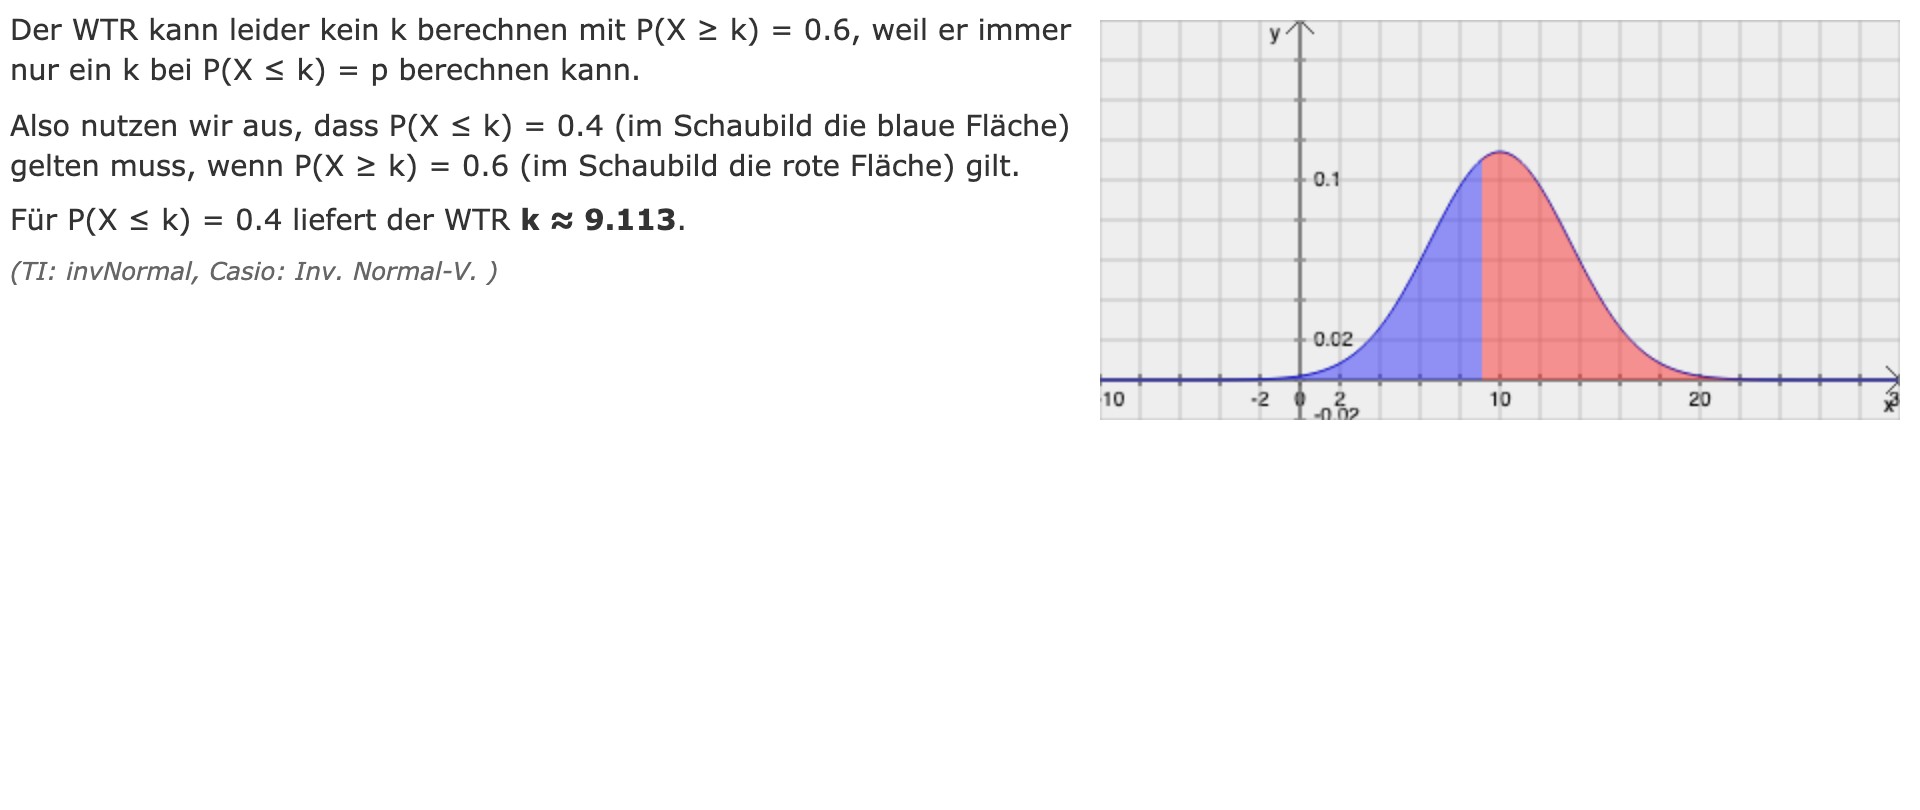 Der WTR kann leider kein k berechnen mit P(X ≥ k) = 0.6, weil er immer
nur ein k bei P(X ≤ k) = p berechnen kann.
Also nutzen wir aus, dass P(X ≤ k) = 0.4 (im Schaubild die blaue Fläche)
gelten muss, wenn P(X ≥ k) = 0.6 (im Schaubild die rote Fläche) gilt.
Für P(X ≤ k) = 0.4 liefert der WTR k ≈ 9.113.
(TI: invNormal, Casio: Inv. Normal-V. )
y
0.1
0.02
10 -2 0 2 10 20 3
-0.02
x